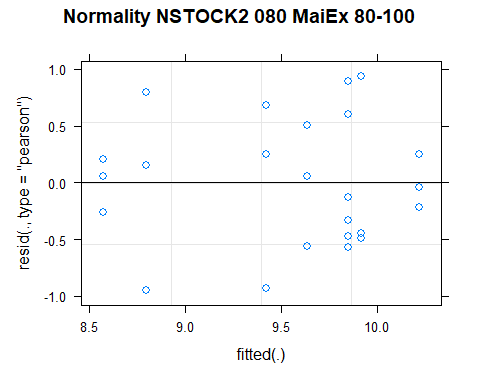 Normality NSTOCK2 080 MaiEx 80-100
resid(., type = "pearson")
1.0
0.5
0.0
-0.5
-1.0
8.5 9.0 9.5 10.0
fitted(.)